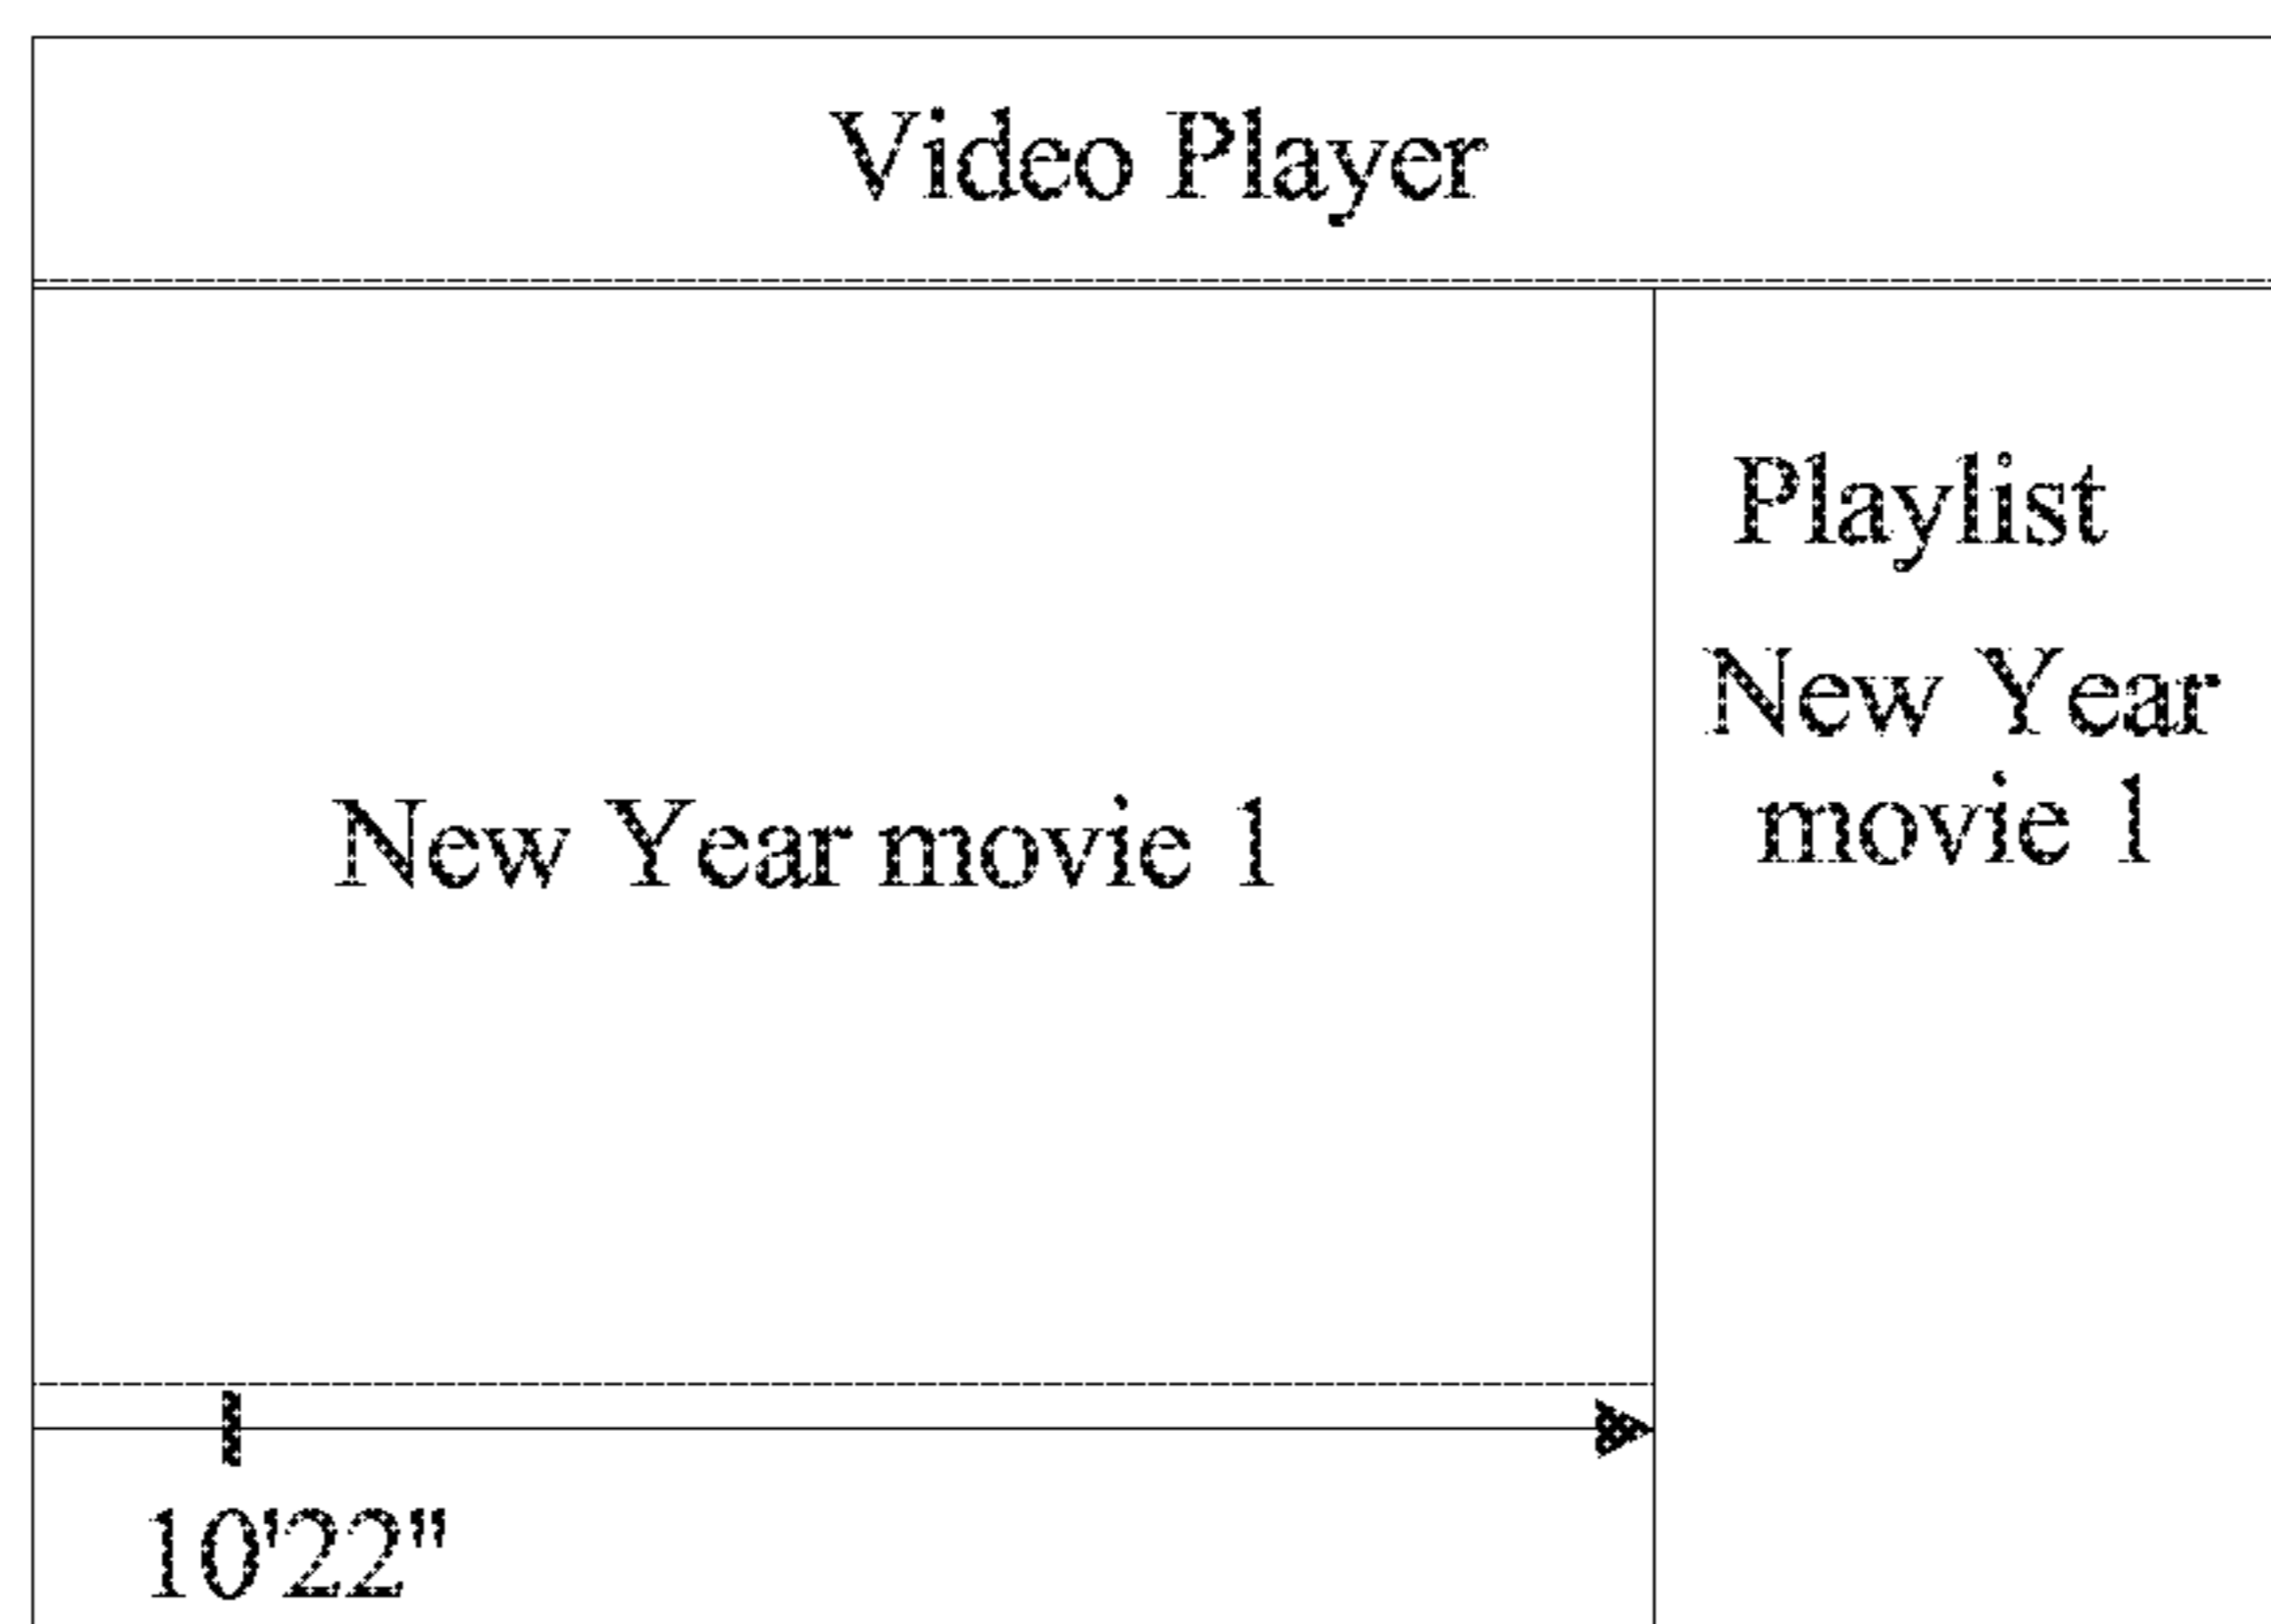 Video Player
New Year movie 1
Playlist
New Year
movie 1
10'22"